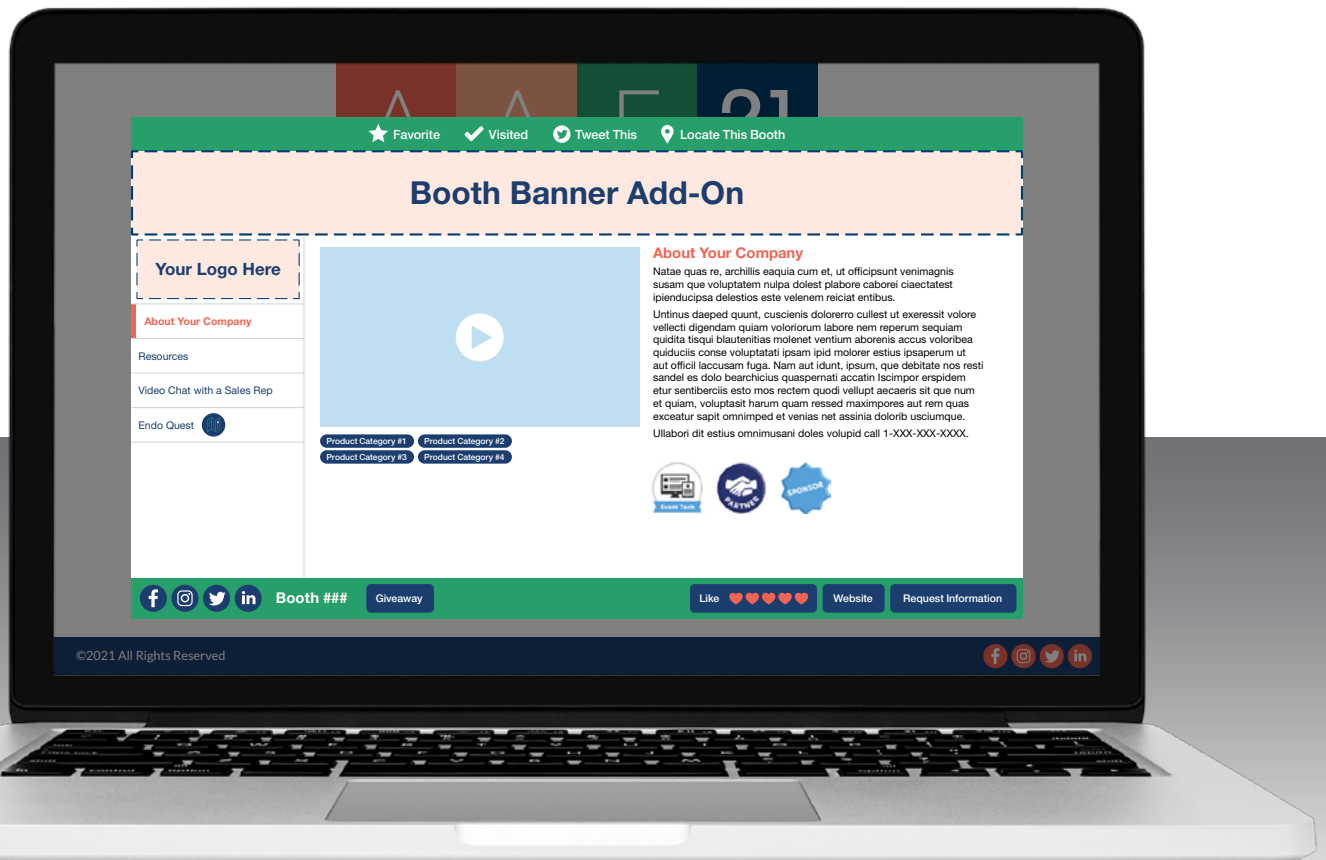 AAE 21
Favorite
Visited
Tweet This
Locate This Booth
Booth Banner Add-On
Your Logo Here
About Your Company
Resources
Video Chat with a Sales Rep
Endo Quest
Product Category #1
Product Category #2
Product Category #3
Product Category #4
About Your Company
Natae quas re, archillis eaquia cum et, ut officipsunt venimagnis
susam que voluptatem nulpa dolest plabore caborei ciaectatest
ipienducipsa delestios este velenem reiciat entibus.
Untinus daeped quunt, cuscienis dolorerro cullest ut exeressit volore
vellecti digendam quiam voloriorum labore nem reperum sequiam
quidita tisqui blautenitias molenet ventium aborenis accus voloribea
quiduciis conse voluptatati ipsam ipid molorer estius ipsaperum ut
aut officil laccusam fuga. Nam aut idunt, ipsum, que debitate nos resti
sandel es dolo bearchicius quaspernati accatin Iscimpor erspidem
etur sentiberciis esto mos rectem quodi vellupt aecaeris sit que num
et quiam, voluptasit harum quam ressed maximpores aut rem quas
exceatur sapit omnimped et venias net assinia dolorib usciumque.
Ullabori dit estius omnimusani doles volupid call 1-XXX-XXX-XXXX.
Event Tech
PARTNER
SPONSOR
Booth ###
Giveaway
Like
Website
Request Information
©2021 All Rights Reserved